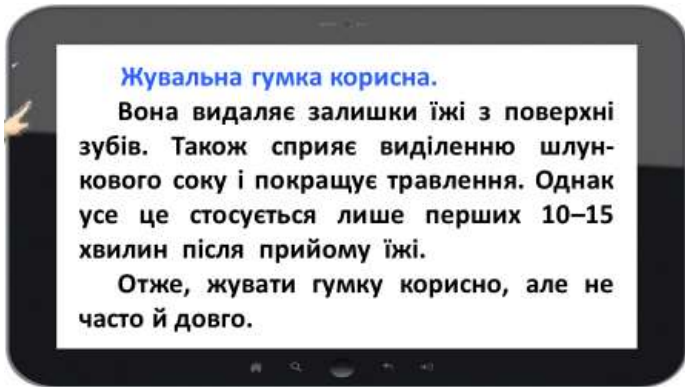 Жувальна гумка корисна.
Вона видаляє залишки їжі з поверхні
зубів. Також сприяє виділенню шлун-
кового соку і покращує травлення. Однак
усе це стосується лише перших 10–15
хвилин після прийому їжі.
Отже, жувати гумку корисно, але не
часто й довго.